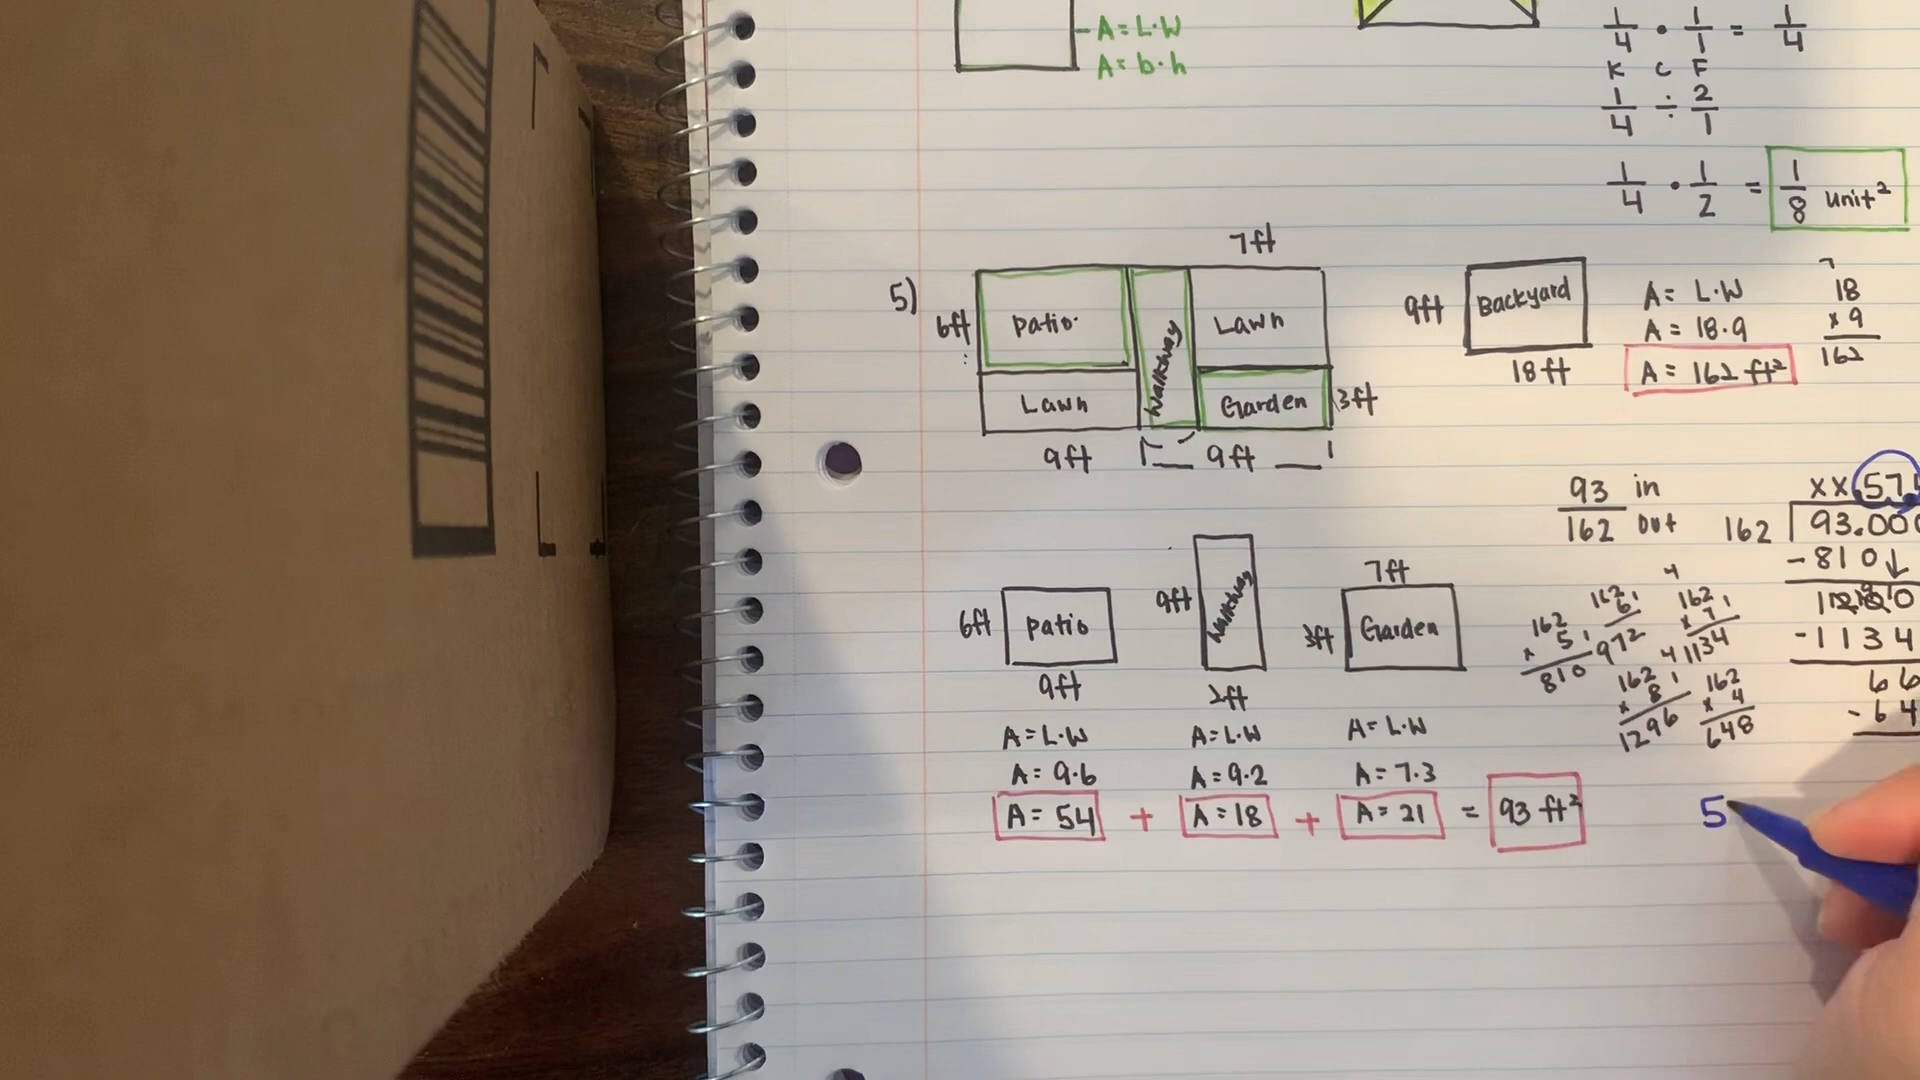 A = L·W
A = b·h
1/4 · 1/1 = 1/4
K C F
1/4 ÷ 2/1
1/4 · 1/2 = 1/8 unit²
5)
7ft
6ft
Patio
Walkway
Lawn
Lawn
Garden
3ft
9ft
9ft
9ft
Backyard
18ft
A = L·W
A = 18·9
A = 162 ft²
7
18
x 9
162
93 in
162 out
xx.57
162 93.00
-810↓
-1134
66
-64
162
x 5
810
162
6
972
162
x 7
1134
162
x 8
1296
162
x 4
648
6ft
Patio
9ft
A = L·W
A = 9·6
A = 54
+
9ft
Walkway
2ft
A = L·W
A = 9·2
A = 18
+
7ft
3ft
Garden
A = L·W
A = 7·3
A = 21
= 93 ft²
5